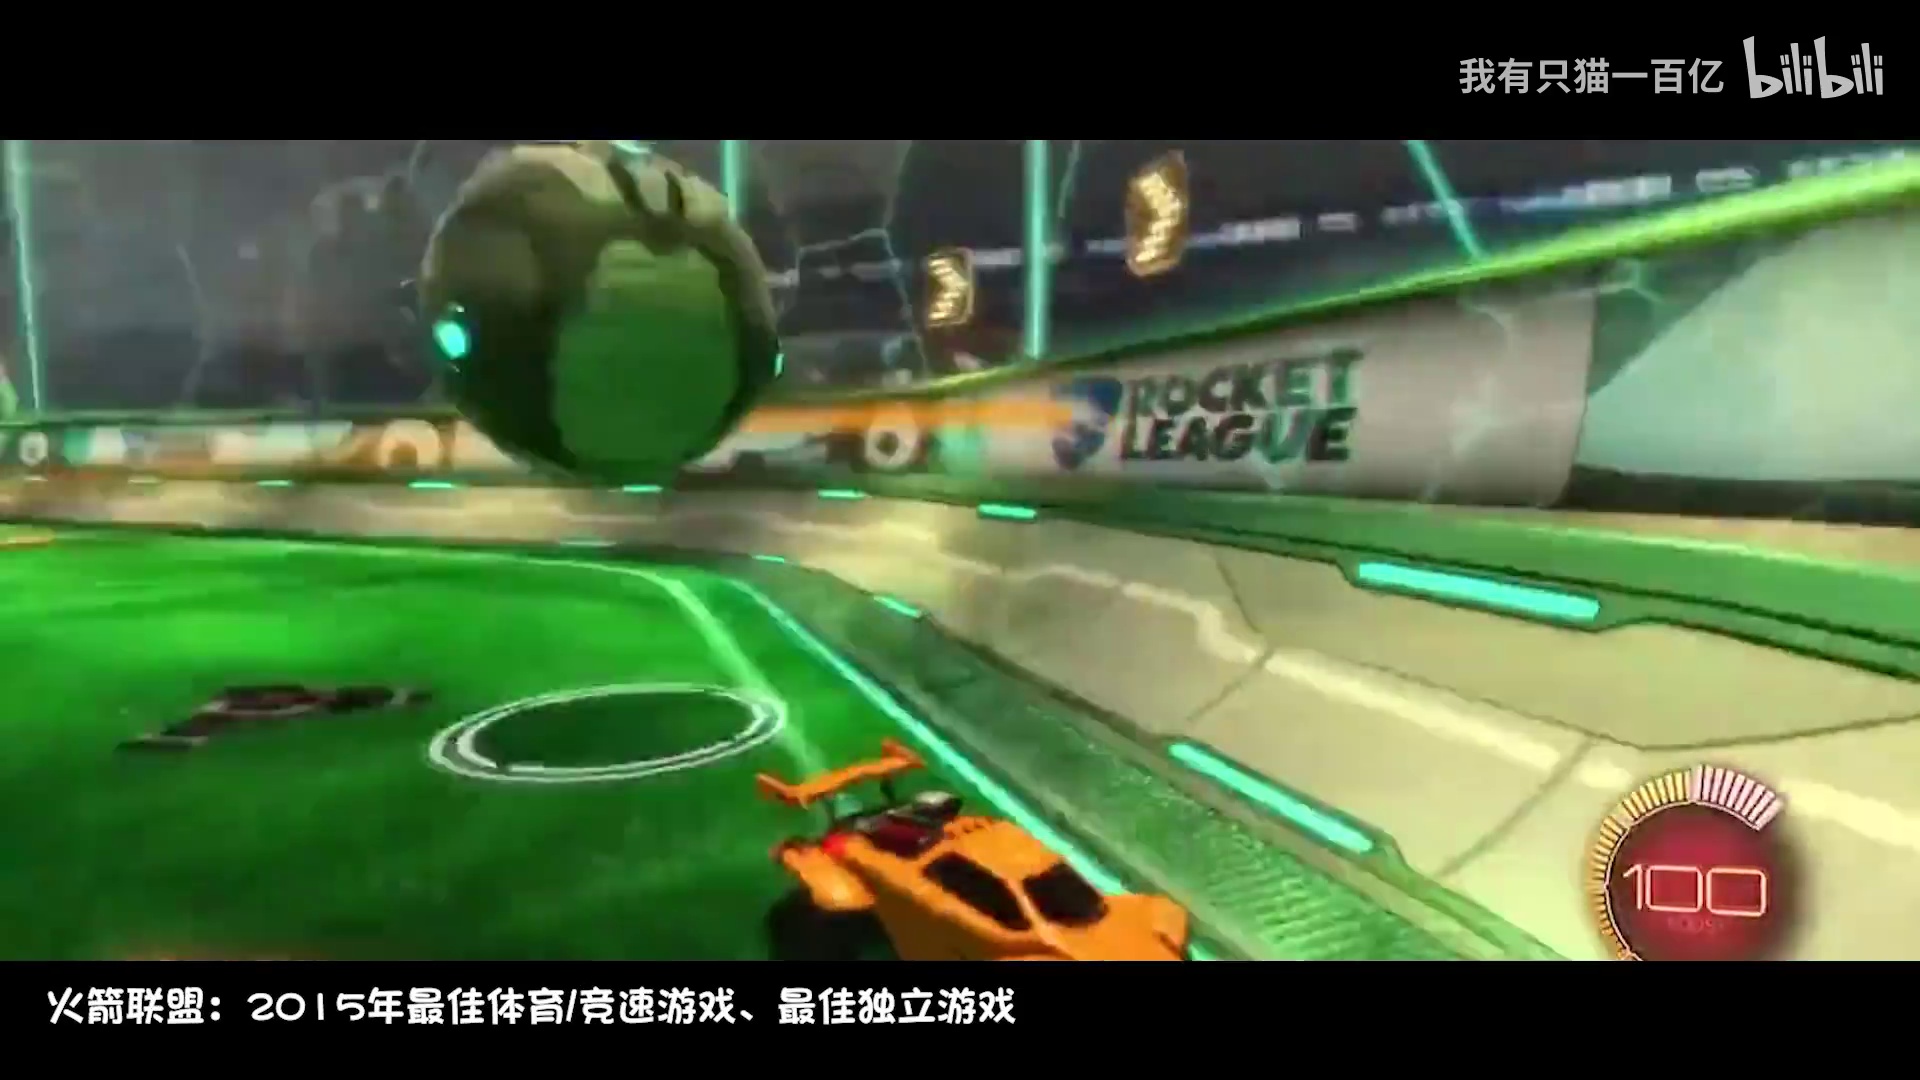 我有只猫一百亿 bilibili
ROCKET
LEAGUE
100
BOOST
火箭联盟：2015年最佳体育/竞速游戏、最佳独立游戏